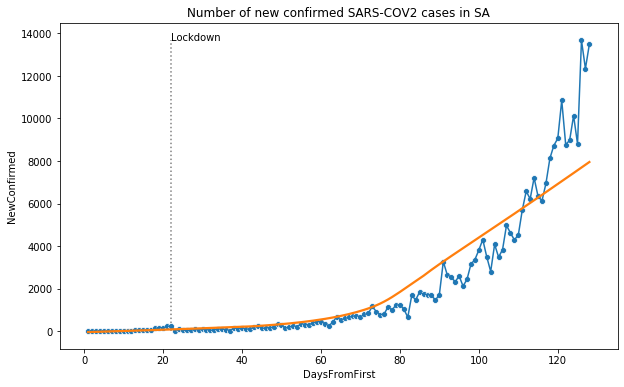 Number of new confirmed SARS-COV2 cases in SA
14000
Lockdown
12000
10000
8000
6000
4000
2000
0
NewConfirmed
0 20 40 60 80 100 120
DaysFromFirst